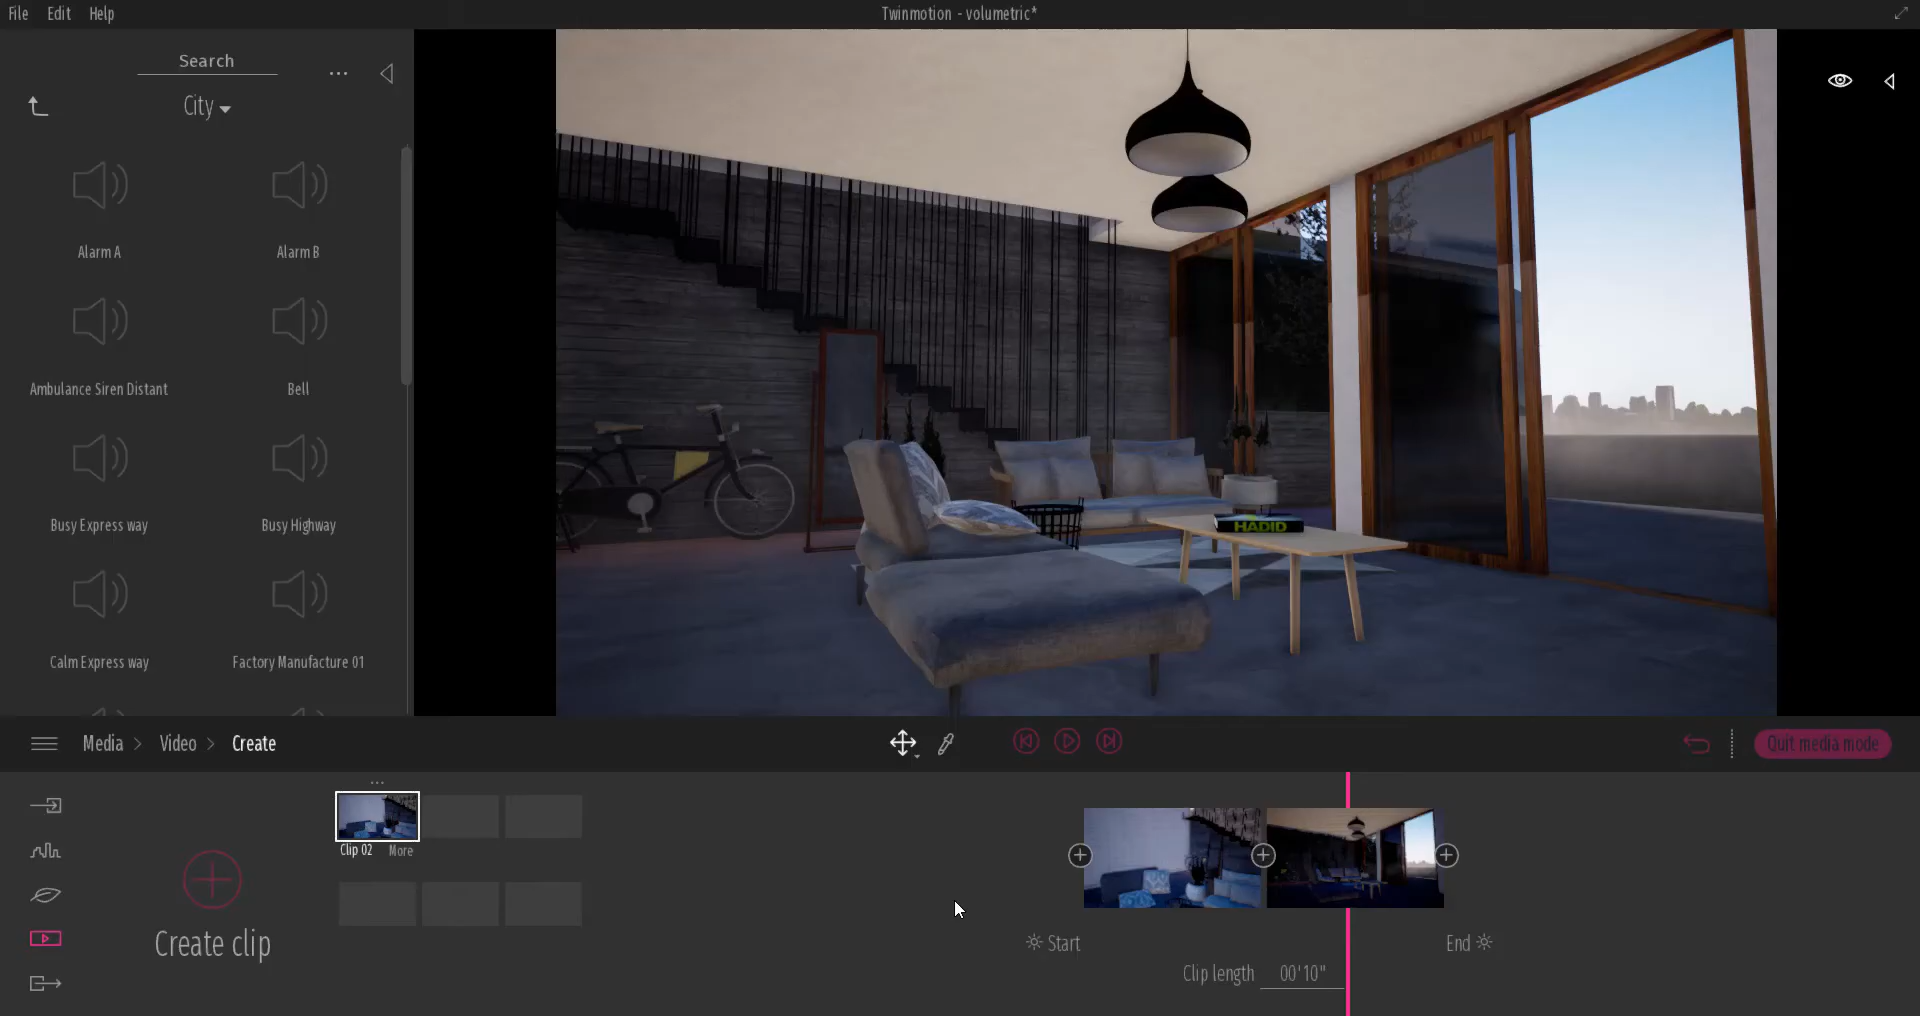 File Edit Help
Twinmotion - volumetric*
Search
...
City
Alarm A
Alarm B
Ambulance Siren Distant
Bell
Busy Express way
Busy Highway
Calm Express way
Factory Manufacture 01
HADID
Media > Video > Create
Quit media mode
...
Clip 02 More
Create clip
Start
End
Clip length 00'10"